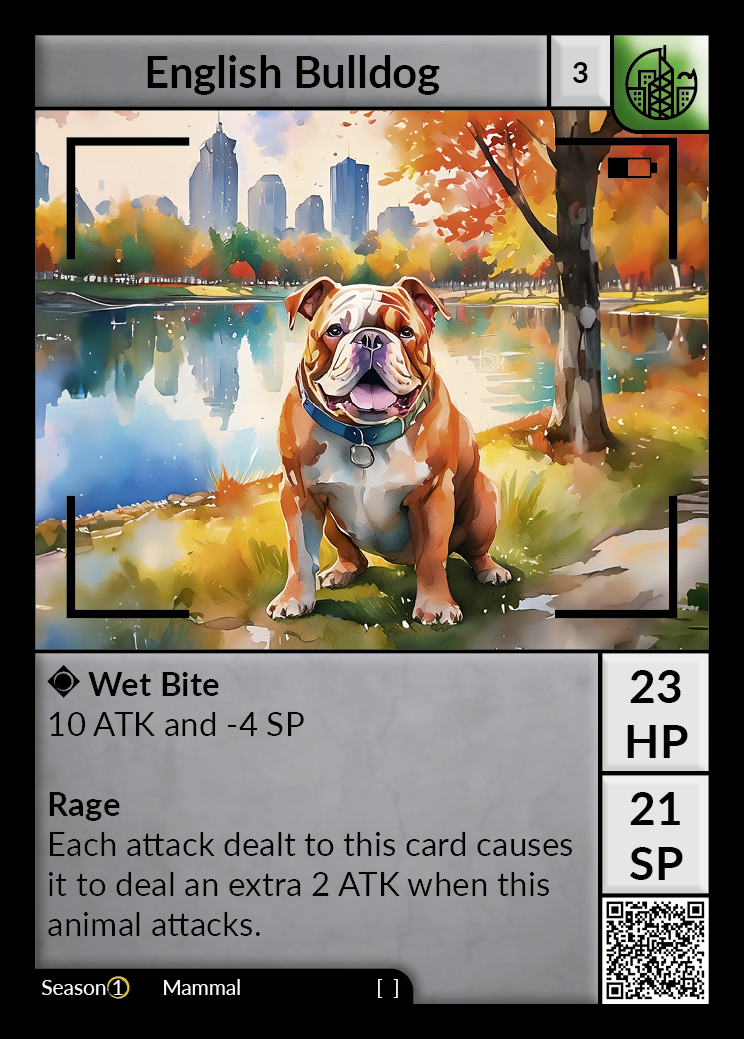 English Bulldog
3
Wet Bite
10 ATK and -4 SP
Rage
Each attack dealt to this card causes
it to deal an extra 2 ATK when this
animal attacks.
23
HP
21
SP
Season 1 Mammal [ ]